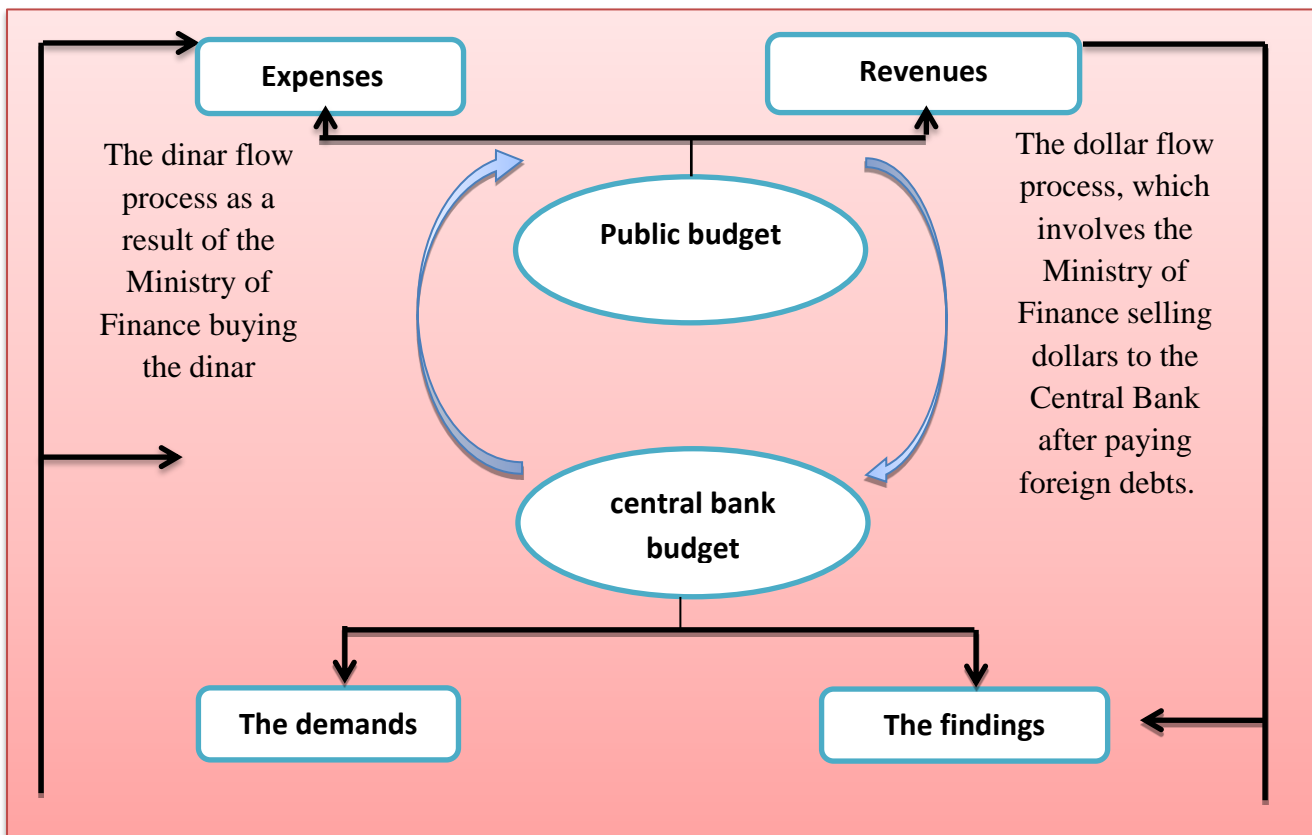 Expenses
Revenues
The dinar flow
process as a
result of the
Ministry of
Finance buying
the dinar
Public budget
The dollar flow
process, which
involves the
Ministry of
Finance selling
dollars to the
Central Bank
after paying
foreign debts.
central bank
budget
The demands
The findings